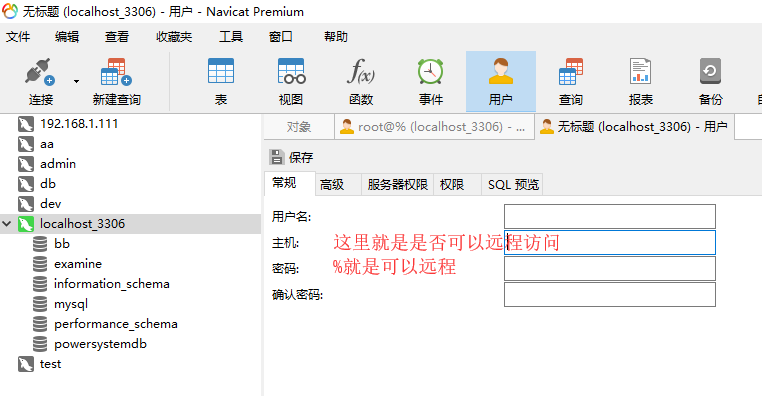 无标题 (localhost_3306) - 用户 - Navicat Premium
文件 编辑 查看 收藏夹 工具 窗口 帮助
连接 新建查询 表 视图 f(x) 函数 事件 用户 查询 报表 备份
192.168.1.111
aa
admin
db
dev
localhost_3306
bb
examine
information_schema
mysql
performance_schema
powersystemdb
test
对象 root@% (localhost_3306) - ... 无标题 (localhost_3306) - 用户
保存
常规 高级 服务器权限 权限 SQL 预览
用户名:
主机: 这里就是是否可以远程访问
密码: %就是可以远程
确认密码: